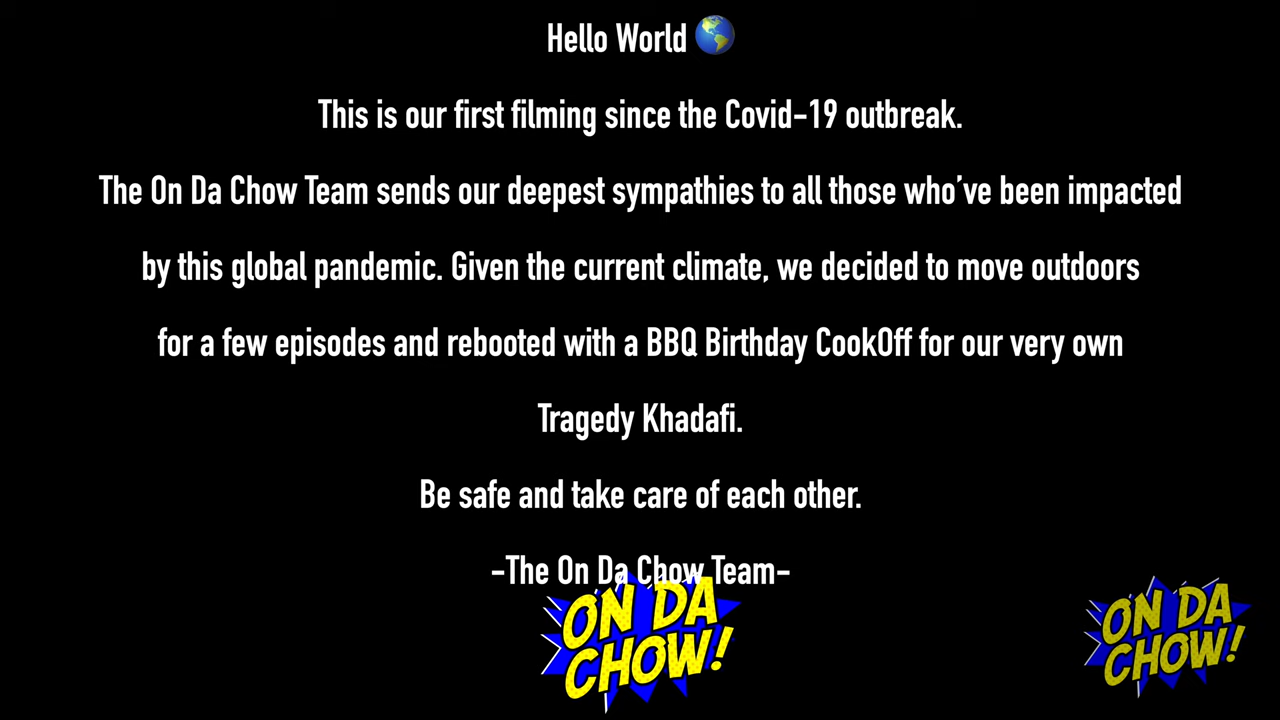 Hello World 🌎
This is our first filming since the Covid-19 outbreak.
The On Da Chow Team sends our deepest sympathies to all those who’ve been impacted
by this global pandemic. Given the current climate, we decided to move outdoors
for a few episodes and rebooted with a BBQ Birthday CookOff for our very own
Tragedy Khadafi.
Be safe and take care of each other.
-The On Da Chow Team-
ON DA
CHOW!
ON DA
CHOW!